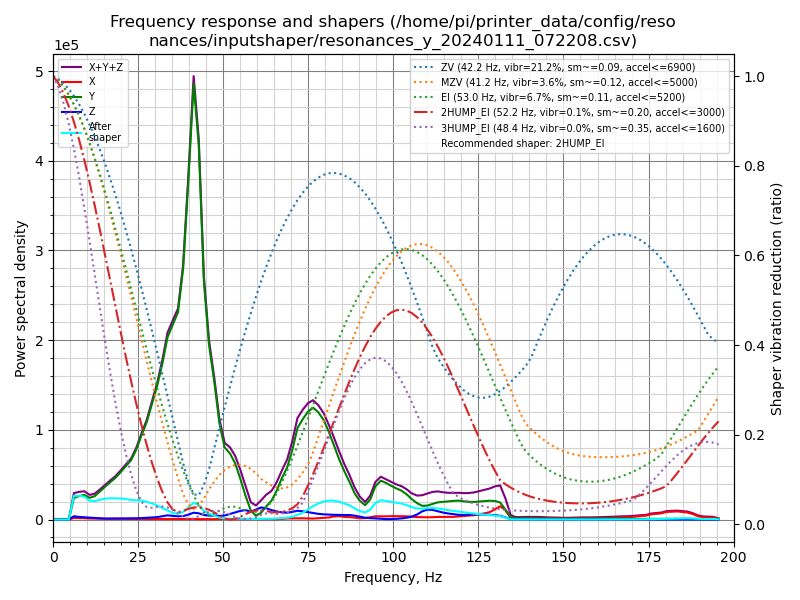 Frequency response and shapers (/home/pi/printer_data/config/reso
nances/inputshaper/resonances_y_20240111_072208.csv)
1e5
X+Y+Z
X
Y
Z
After
shaper
ZV (42.2 Hz, vibr=21.2%, sm~=0.09, accel<=6900)
MZV (41.2 Hz, vibr=3.6%, sm~=0.12, accel<=5000)
EI (53.0 Hz, vibr=6.7%, sm~=0.11, accel<=5200)
2HUMP_EI (52.2 Hz, vibr=0.1%, sm~=0.20, accel<=3000)
3HUMP_EI (48.4 Hz, vibr=0.0%, sm~=0.35, accel<=1600)
Recommended shaper: 2HUMP_EI
Power spectral density
5
4
3
2
1
0
1.0
0.8
0.6
0.4
0.2
0.0
Shaper vibration reduction (ratio)
0 25 50 75 100 125 150 175 200
Frequency, Hz